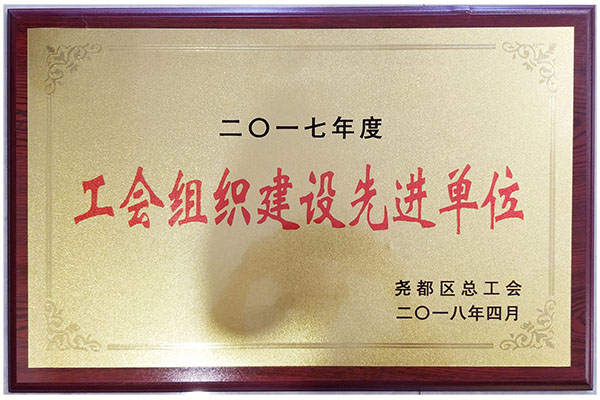 二〇一七年度
工会组织建设先进单位
尧都区总工会
二〇一八年四月